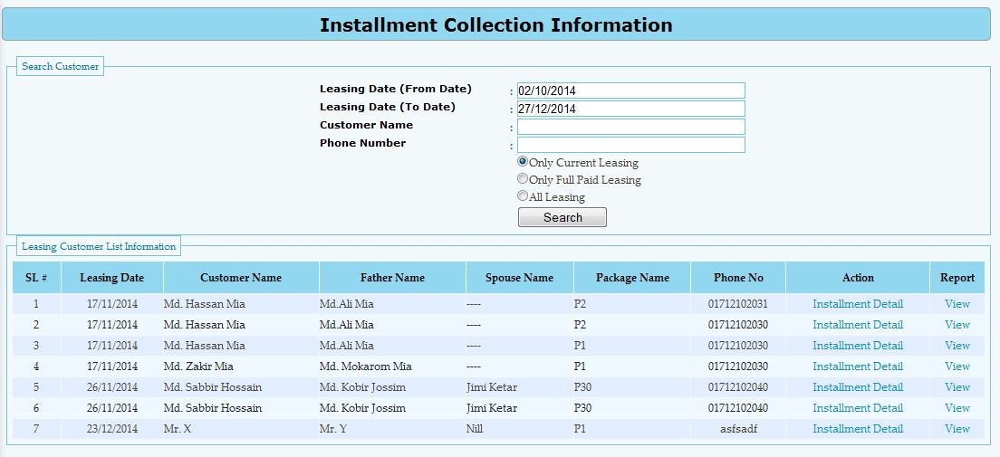 Installment Collection Information
Search Customer
Leasing Date (From Date) : 02/10/2014
Leasing Date (To Date) : 27/12/2014
Customer Name :
Phone Number :
Only Current Leasing
Only Full Paid Leasing
All Leasing
Search
Leasing Customer List Information
SL # Leasing Date Customer Name Father Name Spouse Name Package Name Phone No Action Report
1 17/11/2014 Md. Hassan Mia Md.Ali Mia ---- P2 01712102031 Installment Detail View
2 17/11/2014 Md. Hassan Mia Md.Ali Mia ---- P2 01712102030 Installment Detail View
3 17/11/2014 Md. Hassan Mia Md.Ali Mia ---- P1 01712102030 Installment Detail View
4 17/11/2014 Md. Zakir Mia Md. Mokarom Mia ---- P1 01712102030 Installment Detail View
5 26/11/2014 Md. Sabbir Hossain Md. Kobir Jossim Jimi Ketar P30 01712102040 Installment Detail View
6 26/11/2014 Md. Sabbir Hossain Md. Kobir Jossim Jimi Ketar P30 01712102040 Installment Detail View
7 23/12/2014 Mr. X Mr. Y Nill P1 asfsadf Installment Detail View